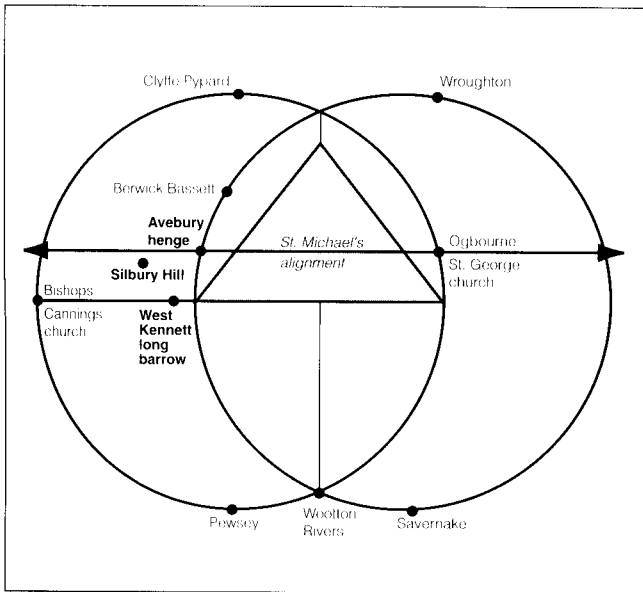 Clyffe Pypard
Wroughton
Berwick Bassett
Avebury
henge
St. Michael's
alignment
Ogbourne
St. George
church
Silbury Hill
Bishops
Cannings
church
West
Kennett
long
barrow
Pewsey
Wootton
Rivers
Savernake